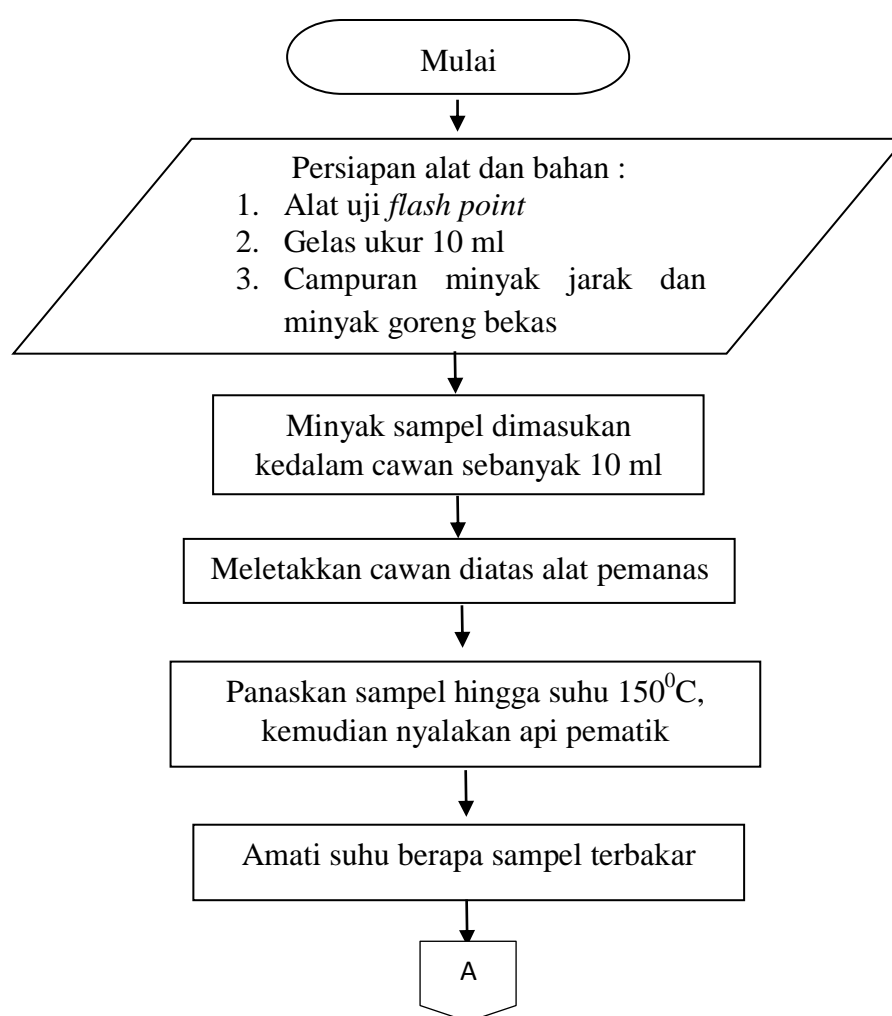 Mulai
Persiapan alat dan bahan :
1. Alat uji flash point
2. Gelas ukur 10 ml
3. Campuran minyak jarak dan
minyak goreng bekas
Minyak sampel dimasukan
kedalam cawan sebanyak 10 ml
Meletakkan cawan diatas alat pemanas
Panaskan sampel hingga suhu 150⁰C,
kemudian nyalakan api pematik
Amati suhu berapa sampel terbakar
A